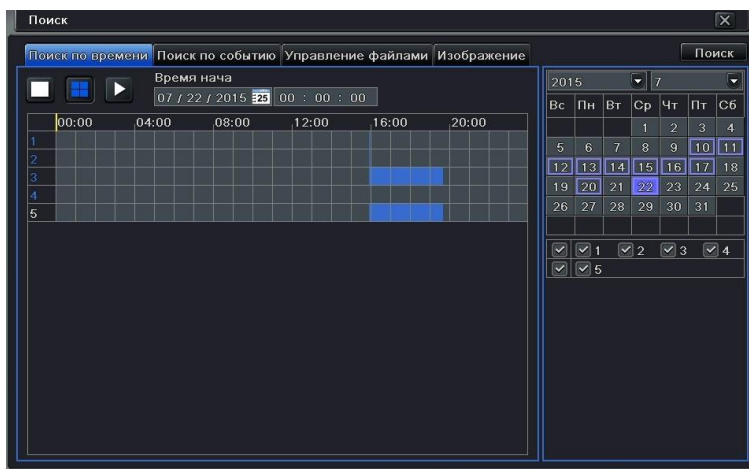 Поиск
Поиск по времени Поиск по событию Управление файлами Изображение
Поиск
Время нача
07 / 22 / 2015 25 00 : 00 : 00
00:00 04:00 08:00 12:00 16:00 20:00
1
2
3
4
5
2015 7
Вс Пн Вт Ср Чт Пт Сб
1 2 3 4
5 6 7 8 9 10 11
12 13 14 15 16 17 18
19 20 21 22 23 24 25
26 27 28 29 30 31
1 2 3 4
5